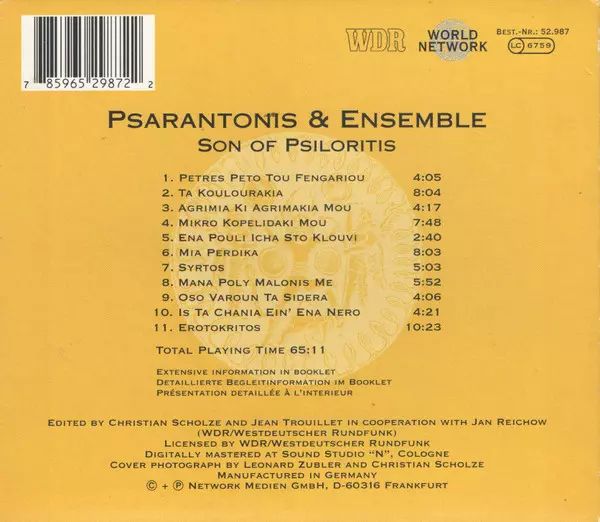 WDR
WORLD NETWORK
BEST.-NR.: 52.987
LC 6759
7 85965 29872 2
PSARANTONIS & ENSEMBLE
SON OF PSILORITIS
1. PETRES PETO TOU FENGARIOU 4:05
2. TA KOULOURAKIA 8:04
3. AGRIMIA KI AGRIMAKIA MOU 4:17
4. MIKRO KOPELIDAKI MOU 7:48
5. ENA POULI ICHA STO KLOUVI 2:40
6. MIA PERDIKA 8:03
7. SYRTOS 5:03
8. MANA POLY MALONIS ME 5:52
9. OSO VAROUN TA SIDERA 4:06
10. IS TA CHANIA EIN' ENA NERO 4:21
11. EROTOKRITOS 10:23
TOTAL PLAYING TIME 65:11
EXTENSIVE INFORMATION IN BOOKLET
DETAILLIERTE BEGLEITINFORMATION IM BOOKLET
PRÉSENTATION DETAILLÉE À L'INTERIEUR
EDITED BY CHRISTIAN SCHOLZE AND JEAN TROUILLET IN COOPERATION WITH JAN REICHOW
(WDR/WESTDEUTSCHER RUNDFUNK)
LICENSED BY WDR/WESTDEUTSCHER RUNDFUNK
DIGITALLY MASTERED AT SOUND STUDIO "N", COLOGNE
COVER PHOTOGRAPH BY LEONARD ZUBLER AND CHRISTIAN SCHOLZE
MANUFACTURED IN GERMANY
© + ℗ NETWORK MEDIEN GMBH, D-60316 FRANKFURT